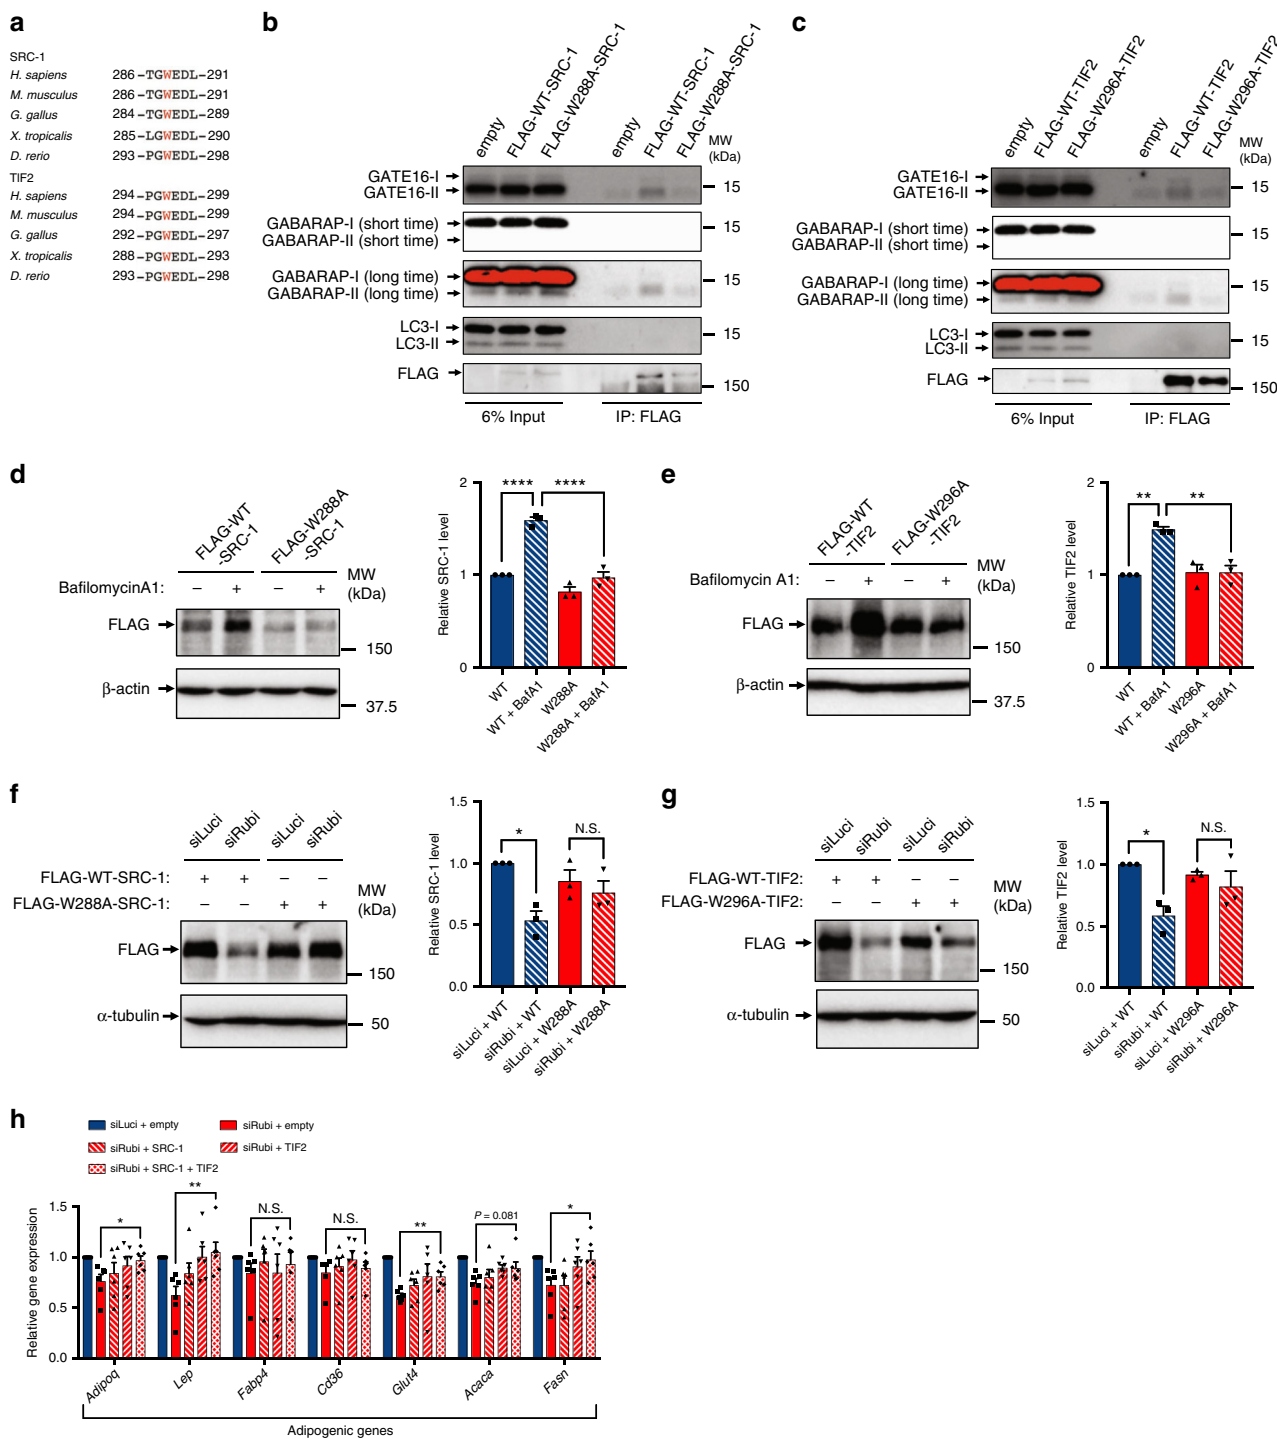 a
SRC-1
H. sapiens 286–TGWEDL–291
M. musculus 286–TGWEDL–291
G. gallus 284–TGWEDL–289
X. tropicalis 285–LGWEDL–290
D. rerio 293–PGWEDL–298
TIF2
H. sapiens 294–PGWEDL–299
M. musculus 294–PGWEDL–299
G. gallus 292–PGWEDL–297
X. tropicalis 288–PGWEDL–293
D. rerio 293–PGWEDL–298
b
empty FLAG-WT-SRC-1 FLAG-W288A-SRC-1 empty FLAG-WT-SRC-1 FLAG-W288A-SRC-1
MW
(kDa)
GATE16-I
GATE16-II
15
GABARAP-I (short time)
GABARAP-II (short time)
15
GABARAP-I (long time)
GABARAP-II (long time)
15
LC3-I
LC3-II
15
FLAG
150
6% Input IP: FLAG
c
empty FLAG-WT-TIF2 FLAG-W296A-TIF2 empty FLAG-WT-TIF2 FLAG-W296A-TIF2
MW
(kDa)
GATE16-I
GATE16-II
15
GABARAP-I (short time)
GABARAP-II (short time)
15
GABARAP-I (long time)
GABARAP-II (long time)
15
LC3-I
LC3-II
15
FLAG
150
6% Input IP: FLAG
d
FLAG-WT
-SRC-1
FLAG-W288A
-SRC-1
BafilomycinA1: – + – +
MW
(kDa)
FLAG
150
β-actin
37.5
Relative SRC-1 level
2
1
0
**** ****
WT WT + BafA1 W288A W288A + BafA1
e
FLAG-WT
-TIF2
FLAG-W296A
-TIF2
Bafilomycin A1: – + – +
MW
(kDa)
FLAG
150
β-actin
37.5
Relative TIF2 level
2
1
0
** **
WT WT + BafA1 W296A W296A + BafA1
f
siLuci siRubi siLuci siRubi
FLAG-WT-SRC-1: + + – –
FLAG-W288A-SRC-1: – – + +
MW
(kDa)
FLAG
150
α-tubulin
50
Relative SRC-1 level
1.5
1.0
0.5
0.0
* N.S.
siLuci + WT siRubi + WT siLuci + W288A siRubi + W288A
g
siLuci siRubi siLuci siRubi
FLAG-WT-TIF2: + + – –
FLAG-W296A-TIF2: – – + +
MW
(kDa)
FLAG
150
α-tubulin
50
Relative TIF2 level
1.5
1.0
0.5
0.0
* N.S.
siLuci + WT siRubi + WT siLuci + W296A siRubi + W296A
h
siLuci + empty siRubi + empty
siRubi + SRC-1 siRubi + TIF2
siRubi + SRC-1 + TIF2
Relative gene expression
1.5
1.0
0.5
0.0
* ** N.S. N.S. ** P = 0.081 *
Adipoq Lep Fabp4 Cd36 Glut4 Acaca Fasn
Adipogenic genes